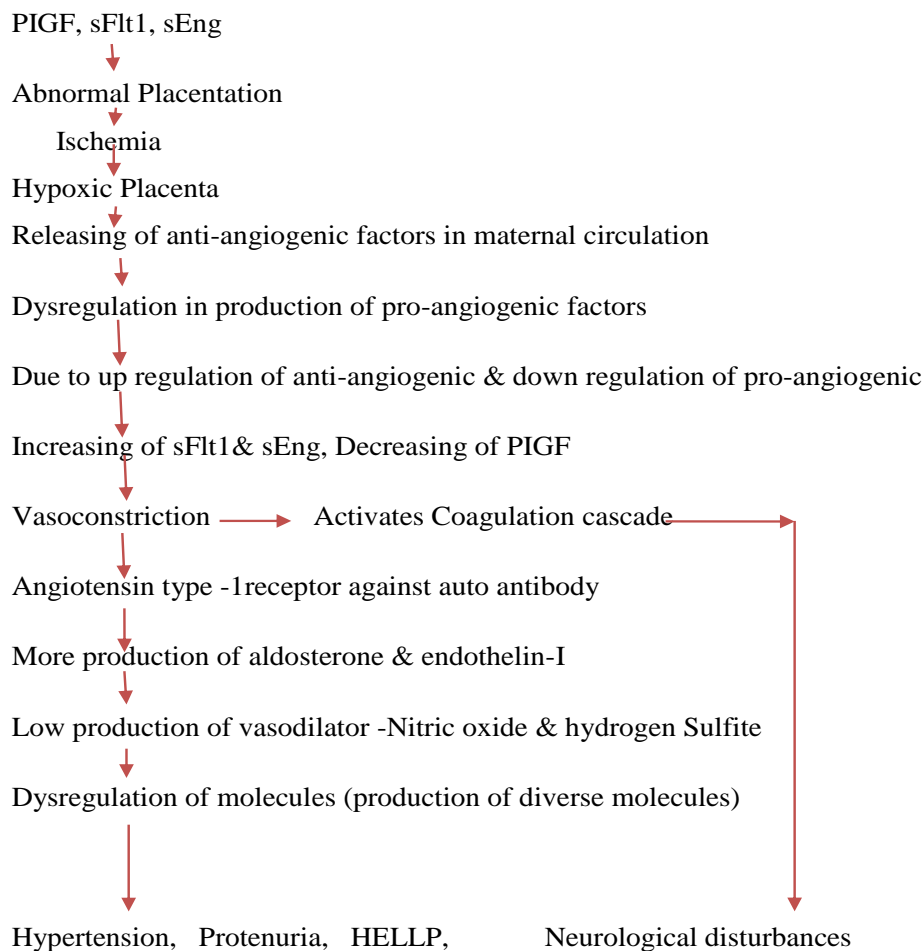 PIGF, sFlt1, sEng
Abnormal Placentation
Ischemia
Hypoxic Placenta
Releasing of anti-angiogenic factors in maternal circulation
Dysregulation in production of pro-angiogenic factors
Due to up regulation of anti-angiogenic & down regulation of pro-angiogenic
Increasing of sFlt1& sEng, Decreasing of PIGF
Vasoconstriction Activates Coagulation cascade
Angiotensin type -1receptor against auto antibody
More production of aldosterone & endothelin-I
Low production of vasodilator -Nitric oxide & hydrogen Sulfite
Dysregulation of molecules (production of diverse molecules)
Hypertension, Protenuria, HELLP, Neurological disturbances